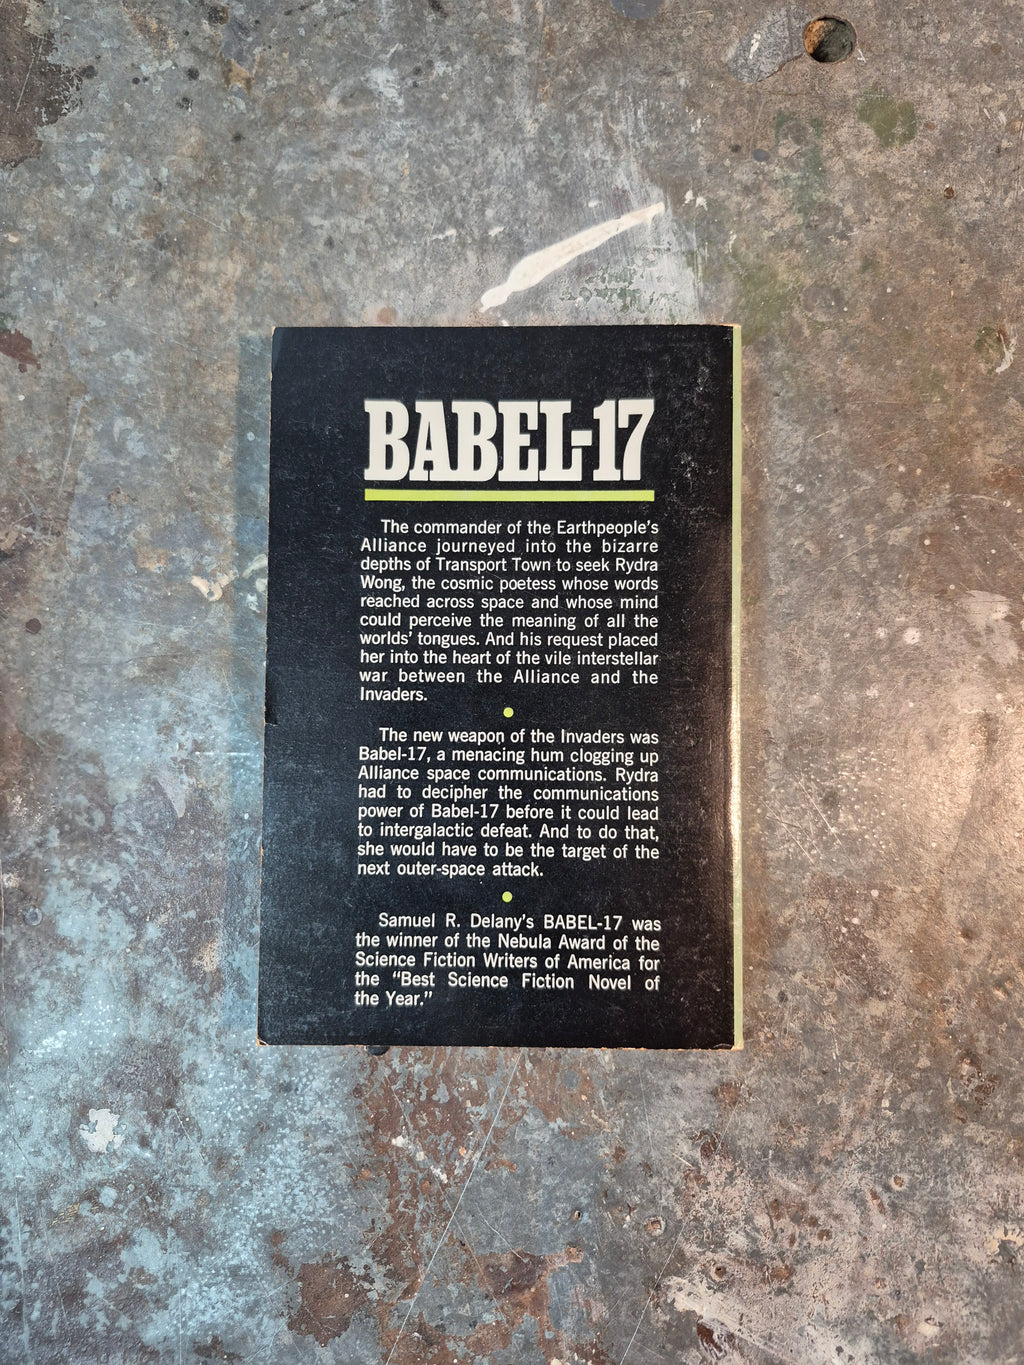 BABEL-17
The commander of the Earthpeople's
Alliance journeyed into the bizarre
depths of Transport Town to seek Rydra
Wong, the cosmic poetess whose words
reached across space and whose mind
could perceive the meaning of all the
worlds' tongues. And his request placed
her into the heart of the vile interstellar
war between the Alliance and the
Invaders.
The new weapon of the Invaders was
Babel-17, a menacing hum clogging up
Alliance space communications. Rydra
had to decipher the communications
power of Babel-17 before it could lead
to intergalactic defeat. And to do that,
she would have to be the target of the
next outer-space attack.
Samuel R. Delany's BABEL-17 was
the winner of the Nebula Award of the
Science Fiction Writers of America for
the “Best Science Fiction Novel of
the Year.”